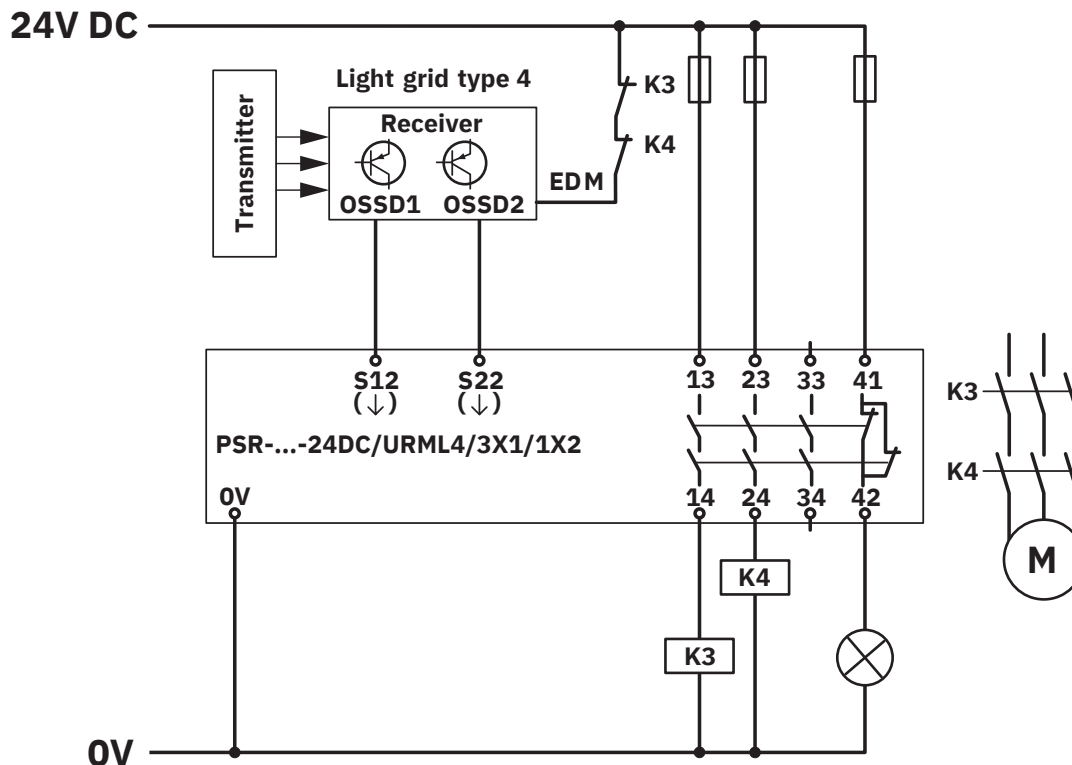 24V DC
Light grid type 4
Transmitter
Receiver
OSSD1 OSSD2
EDM
K3
K4
S12 S22
(↓) (↓)
13 23 33 41
PSR-...-24DC/URML4/3X1/1X2
0V
14 24 34 42
K3
K4
M
K4
K3
0V